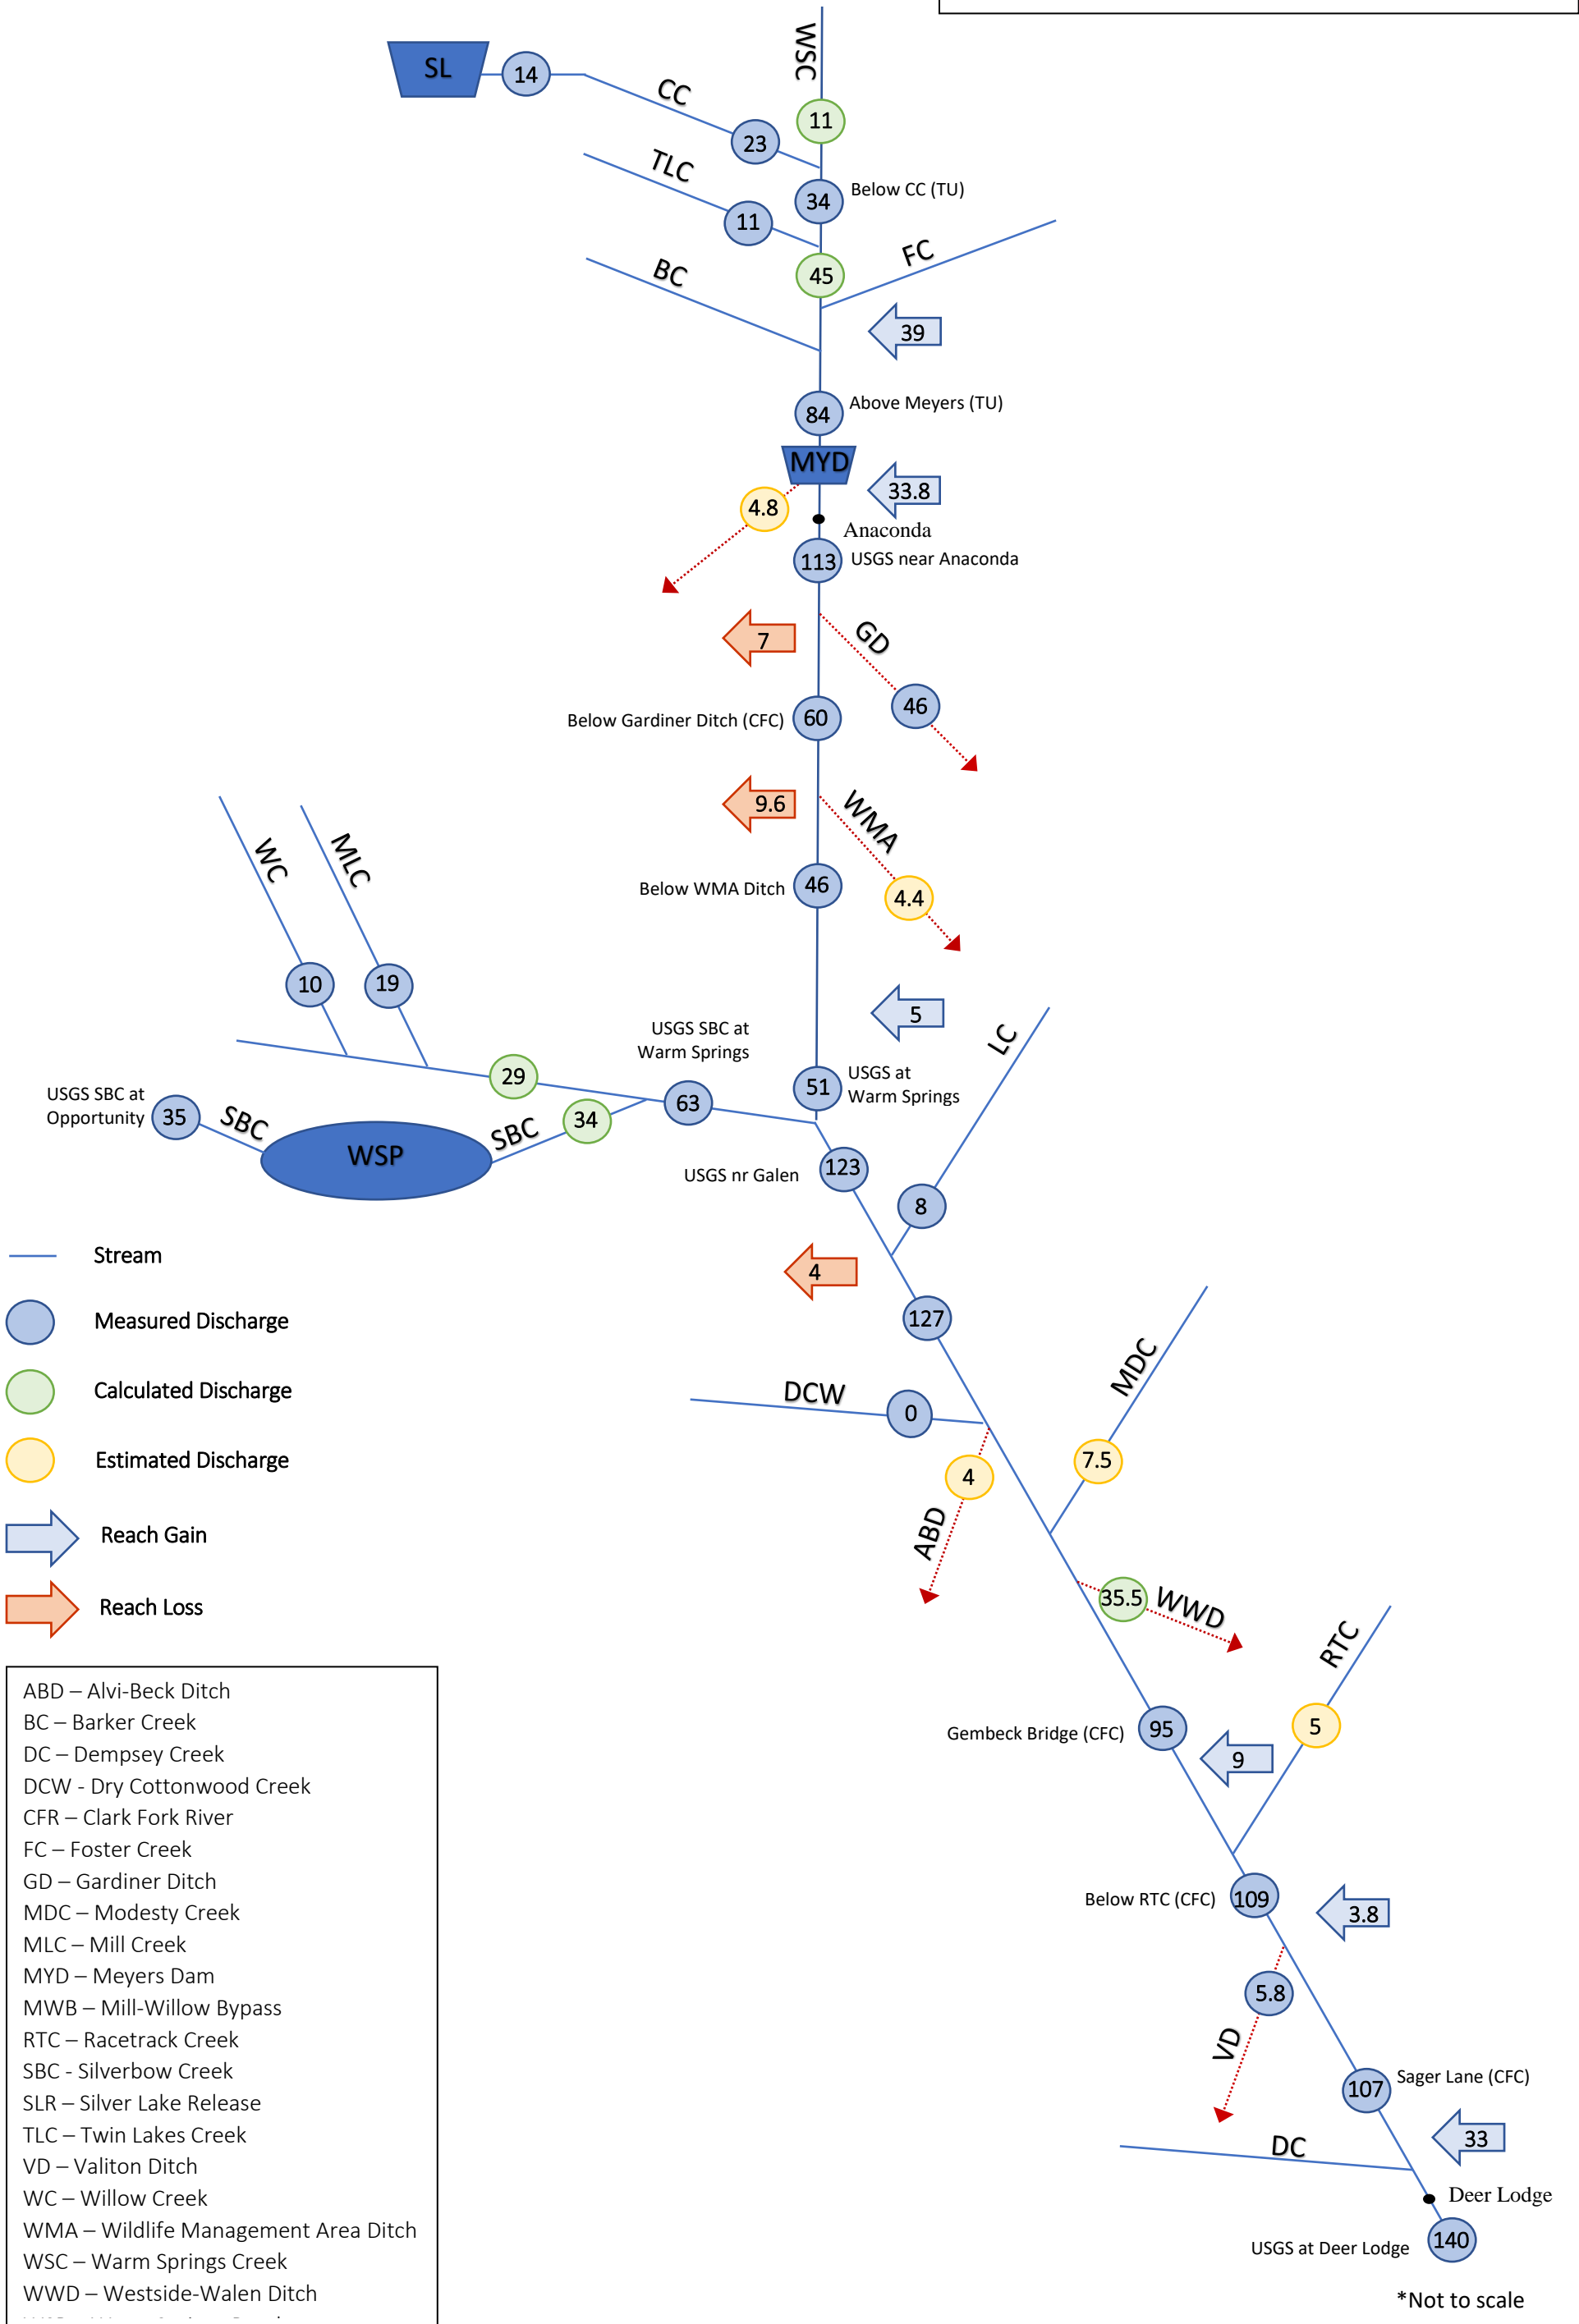 WSC
SL
14
CC
11
23
TLC
34
Below CC (TU)
11
FC
BC
45
39
84
Above Meyers (TU)
MYD
33.8
4.8
Anaconda
113
USGS near Anaconda
7
GD
46
Below Gardiner Ditch (CFC)
60
9.6
WMA
WC
MLC
Below WMA Ditch
46
4.4
10
19
5
LC
USGS SBC at
Warm Springs
29
51
USGS at
Warm Springs
USGS SBC at
Opportunity
35
SBC
SBC
34
63
WSP
USGS nr Galen
123
8
Stream
4
Measured Discharge
127
MDC
Calculated Discharge
DCW
0
Estimated Discharge
4
7.5
Reach Gain
ABD
Reach Loss
35.5
WWD
RTC
Gembeck Bridge (CFC)
95
5
9
Below RTC (CFC)
109
3.8
5.8
VD
107
Sager Lane (CFC)
33
DC
Deer Lodge
USGS at Deer Lodge
140
*Not to scale
ABD – Alvi-Beck Ditch
BC – Barker Creek
DC – Dempsey Creek
DCW - Dry Cottonwood Creek
CFR – Clark Fork River
FC – Foster Creek
GD – Gardiner Ditch
MDC – Modesty Creek
MLC – Mill Creek
MYD – Meyers Dam
MWB – Mill-Willow Bypass
RTC – Racetrack Creek
SBC - Silverbow Creek
SLR – Silver Lake Release
TLC – Twin Lakes Creek
VD – Valiton Ditch
WC – Willow Creek
WMA – Wildlife Management Area Ditch
WSC – Warm Springs Creek
WWD – Westside-Walen Ditch